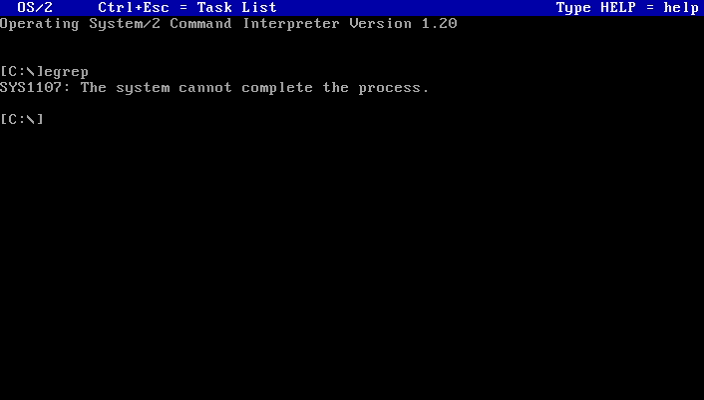 OS/2 Ctrl+Esc = Task List Type HELP = help
Operating System/2 Command Interpreter Version 1.20
[C:\]egrep
SYS1107: The system cannot complete the process.
[C:\]